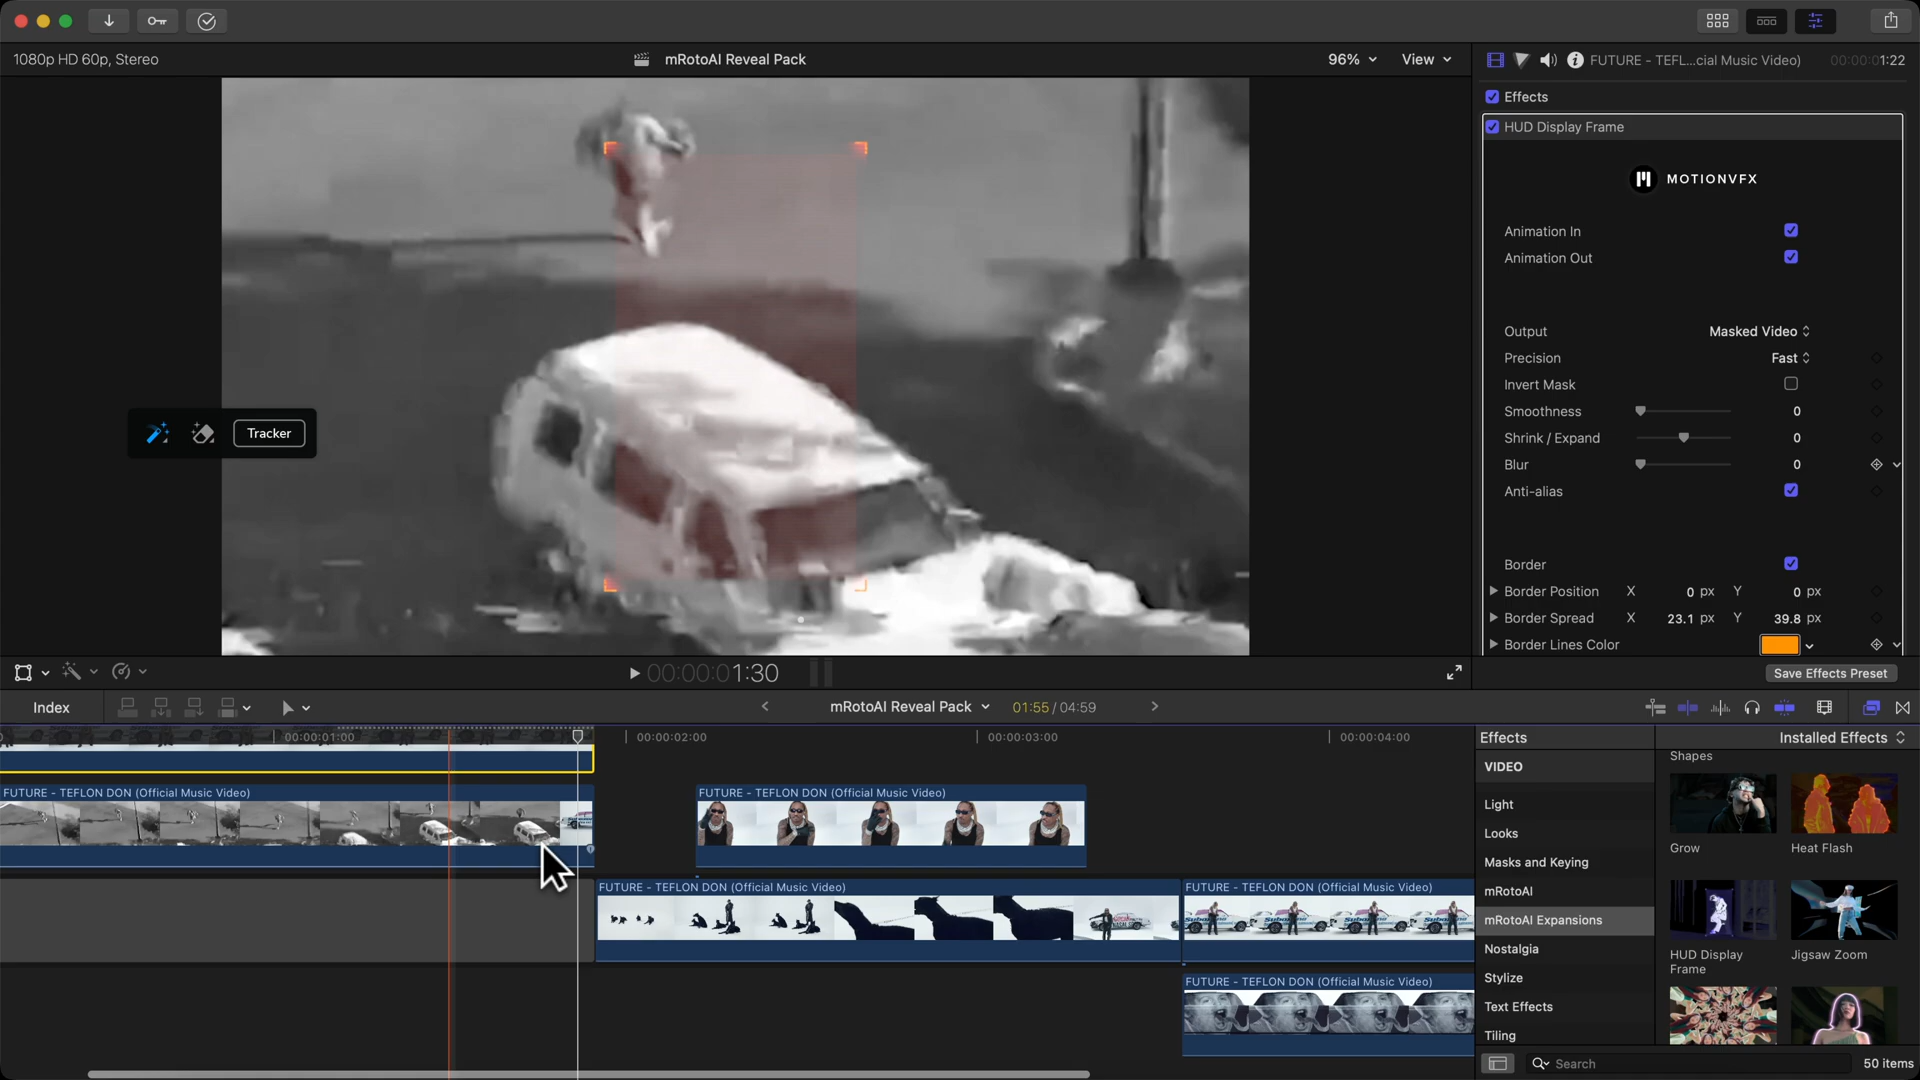 1080p HD 60p, Stereo
mRotoAI Reveal Pack
96%
View
FUTURE - TEFL...cial Music Video)
00:00:01:22
Effects
HUD Display Frame
MOTIONVFX
Animation In
Animation Out
Output
Masked Video
Precision
Fast
Invert Mask
Smoothness
0
Shrink / Expand
0
Blur
0
Anti-alias
Border
Border Position X 0 px Y 0 px
Border Spread X 23.1 px Y 39.8 px
Border Lines Color
Tracker
00:00:01:30
Save Effects Preset
Index
mRotoAI Reveal Pack
01:55 / 04:59
00:00:01:00
00:00:02:00
00:00:03:00
00:00:04:00
FUTURE - TEFLON DON (Official Music Video)
FUTURE - TEFLON DON (Official Music Video)
FUTURE - TEFLON DON (Official Music Video)
FUTURE - TEFLON DON (Official Music Video)
FUTURE - TEFLON DON (Official Music Video)
Effects
Installed Effects
VIDEO
Light
Looks
Masks and Keying
mRotoAI
mRotoAI Expansions
Nostalgia
Stylize
Text Effects
Tiling
Shapes
Grow
Heat Flash
HUD Display
Frame
Jigsaw Zoom
Search
50 items